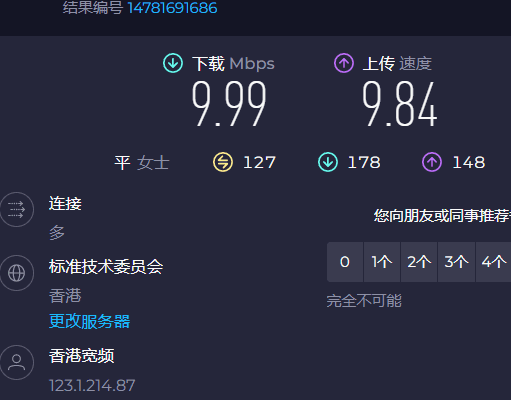 结果编号 14781691686
下载 Mbps 上传 速度
9.99 9.84
平 女士 127 178 148
连接
多
您向朋友或同事推荐
标准技术委员会
香港
更改服务器
0 1个 2个 3个 4个
完全不可能
香港宽频
123.1.214.87